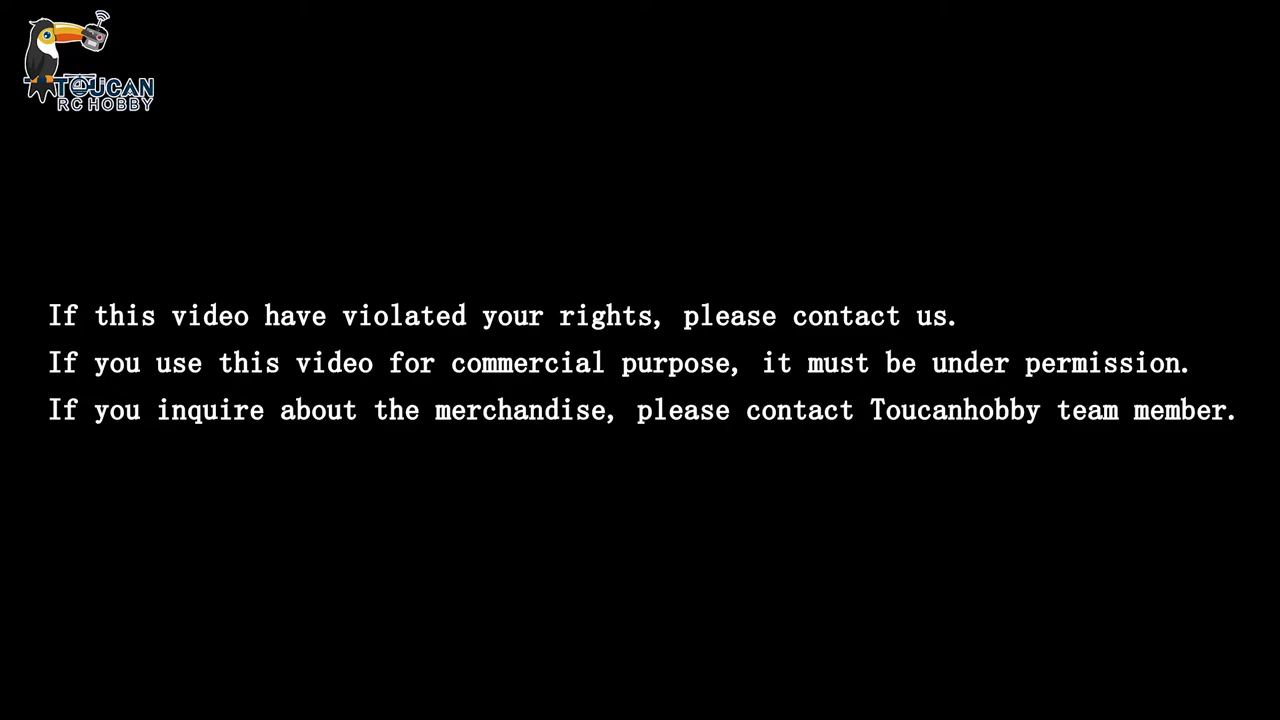 TOUCAN
RC HOBBY
If this video have violated your rights, please contact us.
If you use this video for commercial purpose, it must be under permission.
If you inquire about the merchandise, please contact Toucanhobby team member.